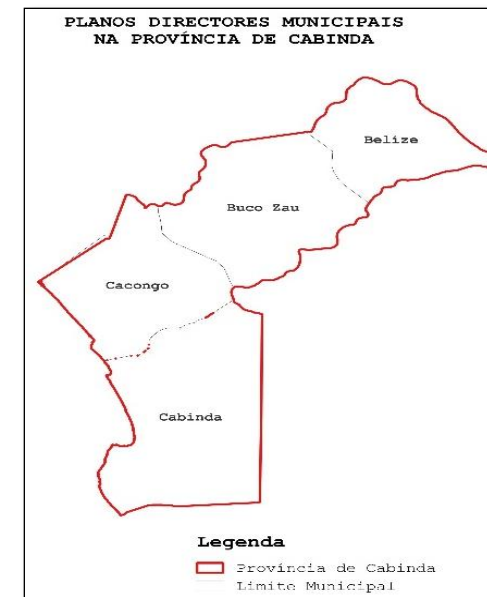 PLANOS DIRECTORES MUNICIPAIS
NA PROVÍNCIA DE CABINDA
Belize
Buco Zau
Cacongo
Cabinda
Legenda
Província de Cabinda
Limite Municipal